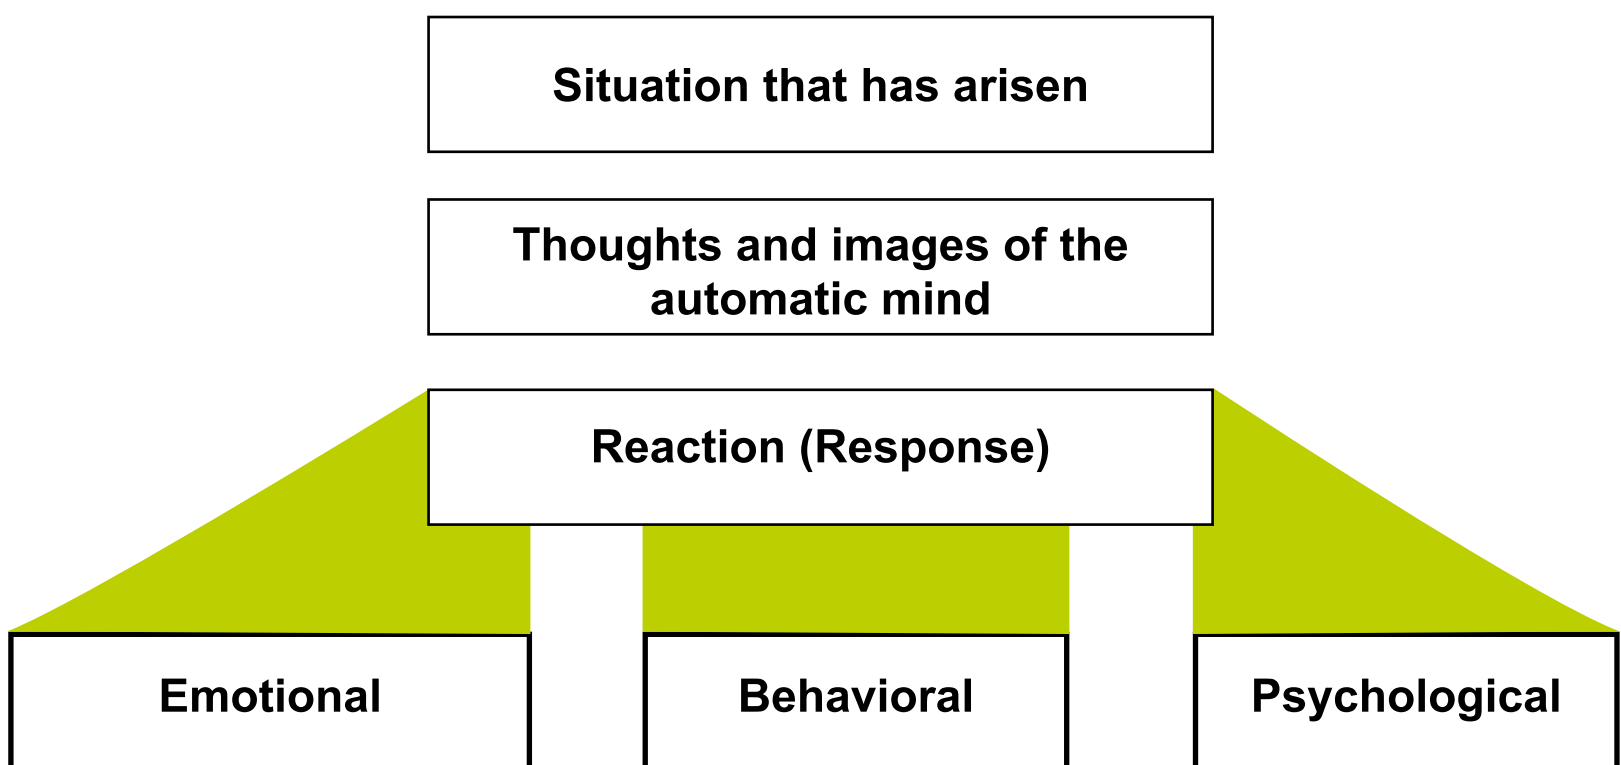 Situation that has arisen
Thoughts and images of the
automatic mind
Reaction (Response)
Emotional
Behavioral
Psychological